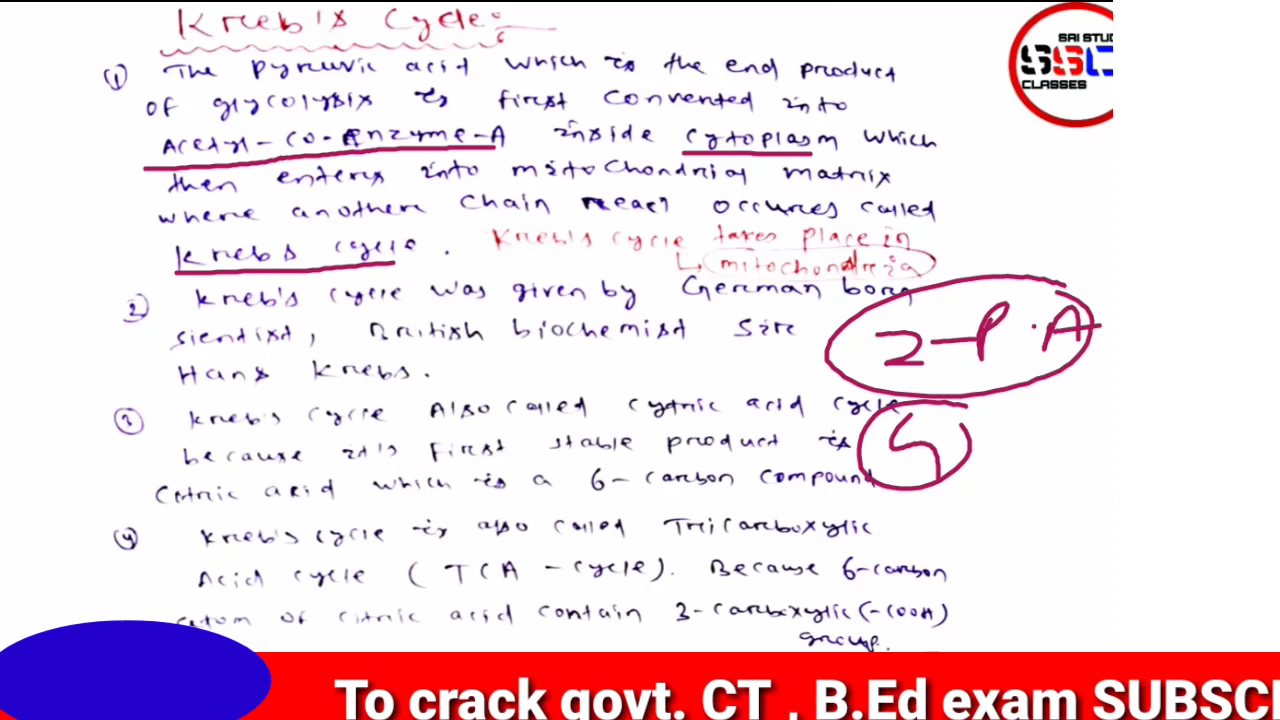 Kreb's Cycle:
SAI STUD
SSC
CLASSES
① The pyruvic acid which is the end product
of glycolysis is first converted into
Acetyl-Co-Enzyme-A inside cytoplasm which
then enters into mitochondrial matrix
where another chain react occures called
Krebs cycle. Kreb's cycle takes place in
mitochondria
② Kreb's cycle was given by German born
siendist, British biochemist Sire
Hans Krebs.
2-P.A
③ Kreb's cycle Also called cytric acid cycle
because it's first stable product is
Citric acid which is a 6-carbon compound
④ Kreb's cycle is also called Tricarboxylic
Acid cycle (TCA-cycle). Because 6-carbon
atom of citric acid contain 3-carboxylic (-COOH)
group.
To crack govt. CT , B.Ed exam SUBSCI